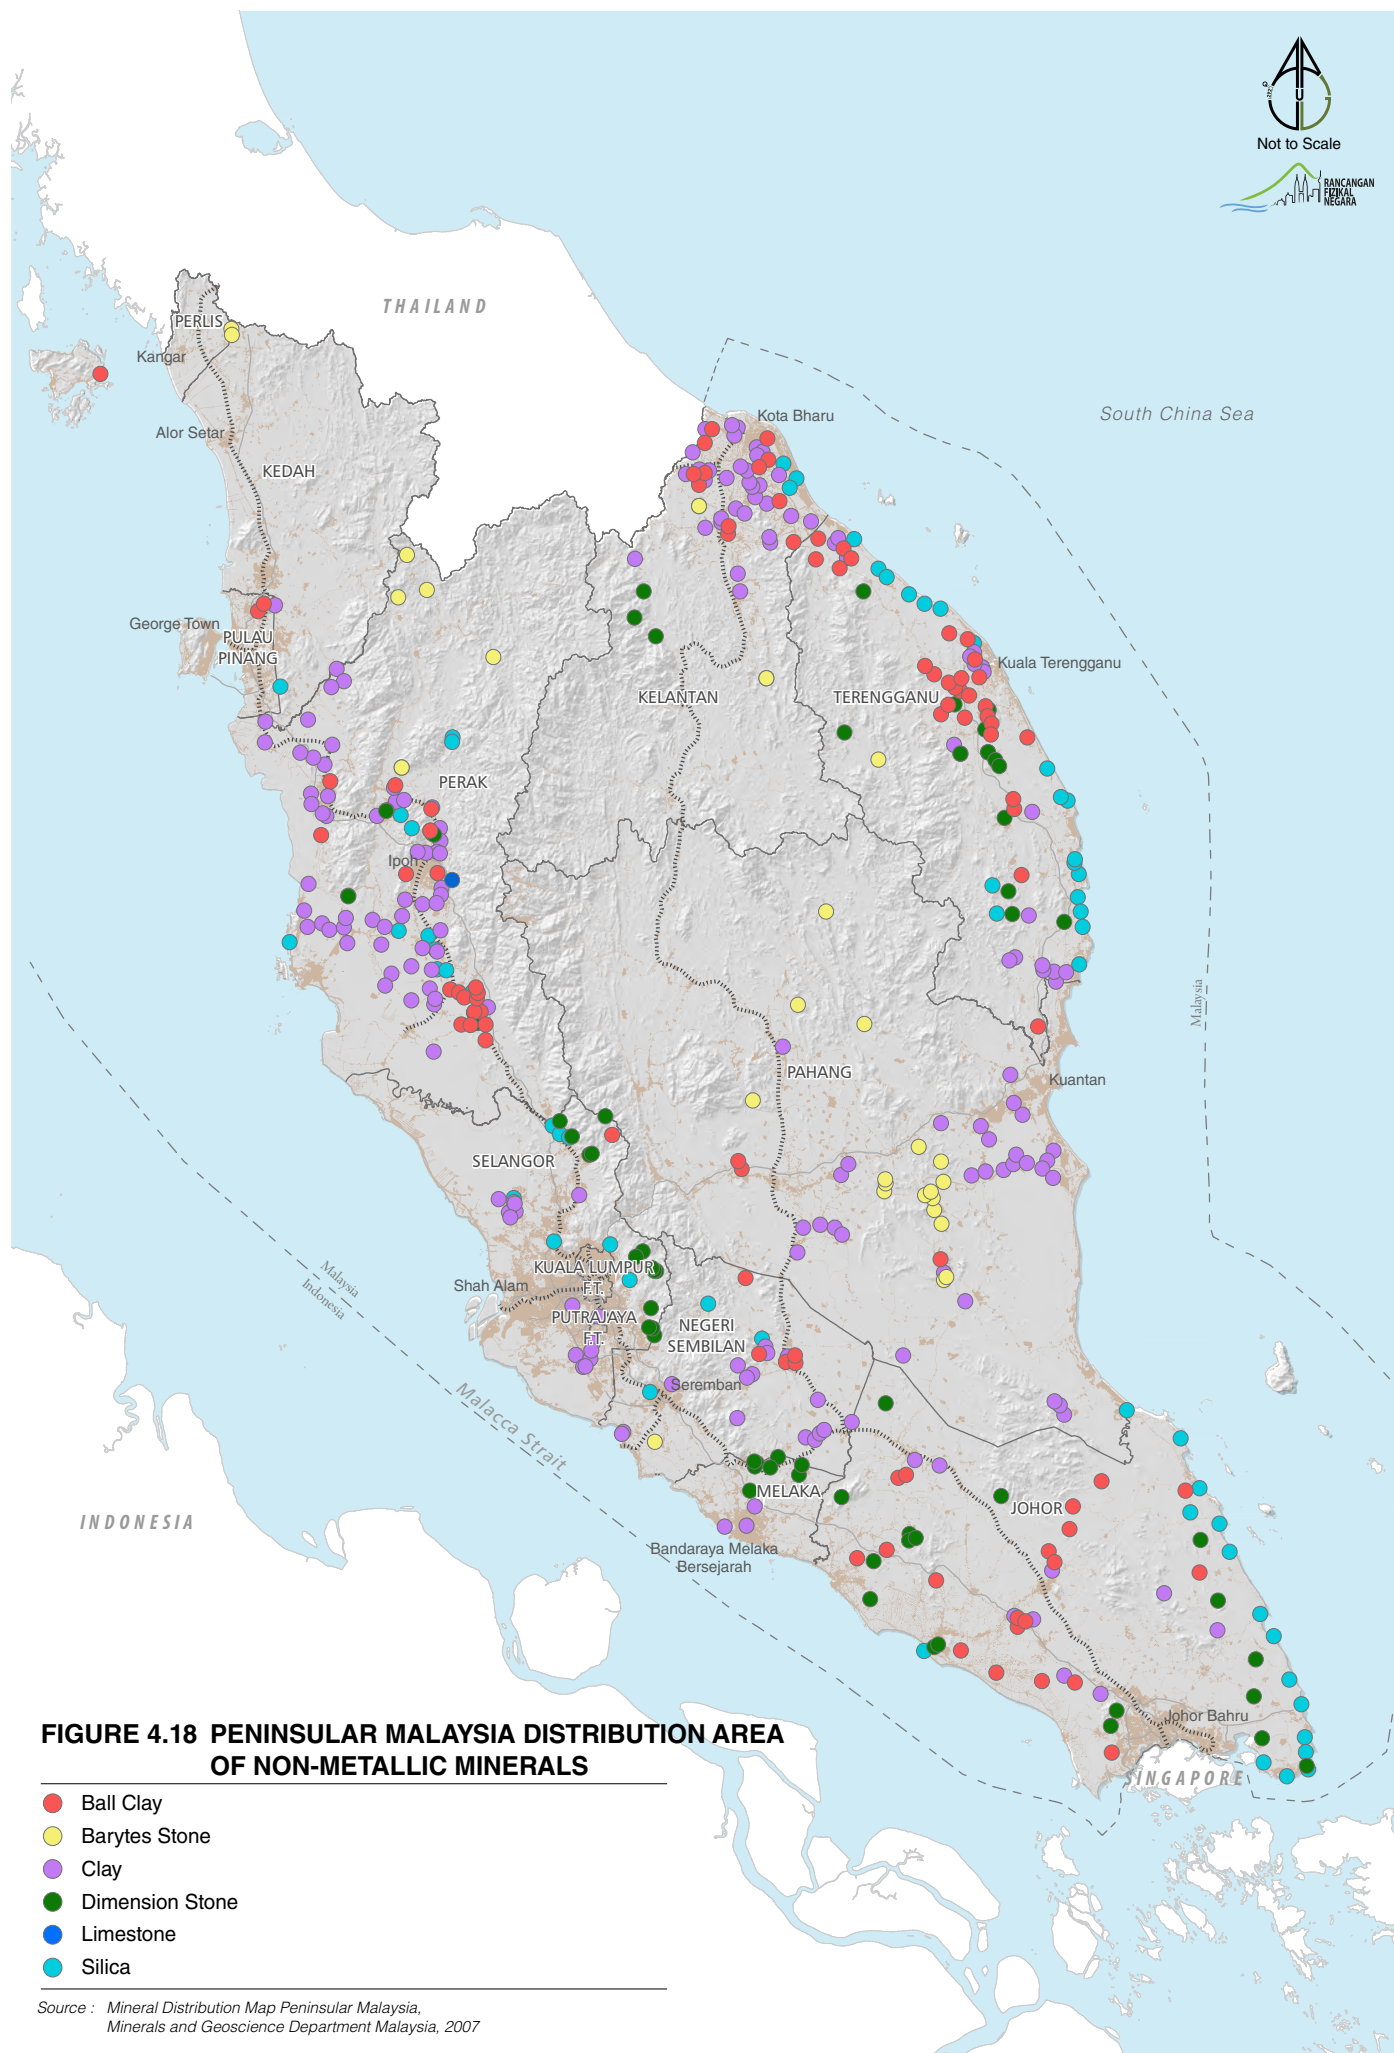 Not to Scale
RANCANGAN
FIZIKAL
NEGARA
THAILAND
PERLIS
Kangar
South China Sea
Kota Bharu
Alor Setar
KEDAH
George Town
PULAU
PINANG
Kuala Terengganu
KELANTAN
TERENGGANU
PERAK
Ipoh
Malaysia
PAHANG
Kuantan
SELANGOR
KUALA LUMPUR
F.T.
Shah Alam
Malaysia
Indonesia
PUTRAJAYA
F.T.
NEGERI
SEMBILAN
Seremban
Malacca Strait
MELAKA
JOHOR
INDONESIA
Bandaraya Melaka
Bersejarah
Johor Bahru
SINGAPORE
FIGURE 4.18 PENINSULAR MALAYSIA DISTRIBUTION AREA
OF NON-METALLIC MINERALS
Ball Clay
Barytes Stone
Clay
Dimension Stone
Limestone
Silica
Source : Mineral Distribution Map Peninsular Malaysia,
Minerals and Geoscience Department Malaysia, 2007